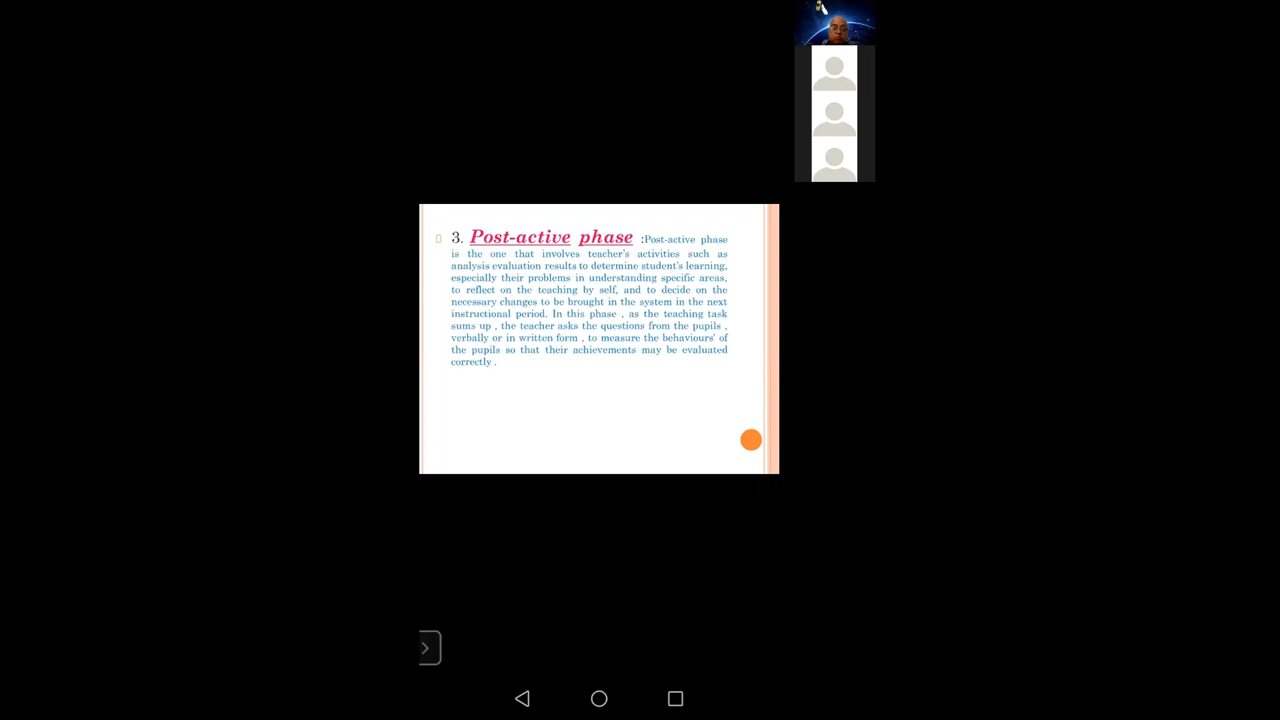 3. Post-active phase :Post-active phase
is the one that involves teacher's activities such as
analysis evaluation results to determine student's learning,
especially their problems in understanding specific areas,
to reflect on the teaching by self, and to decide on the
necessary changes to be brought in the system in the next
instructional period. In this phase , as the teaching task
sums up , the teacher asks the questions from the pupils ,
verbally or in written form , to measure the behaviours' of
the pupils so that their achievements may be evaluated
correctly .